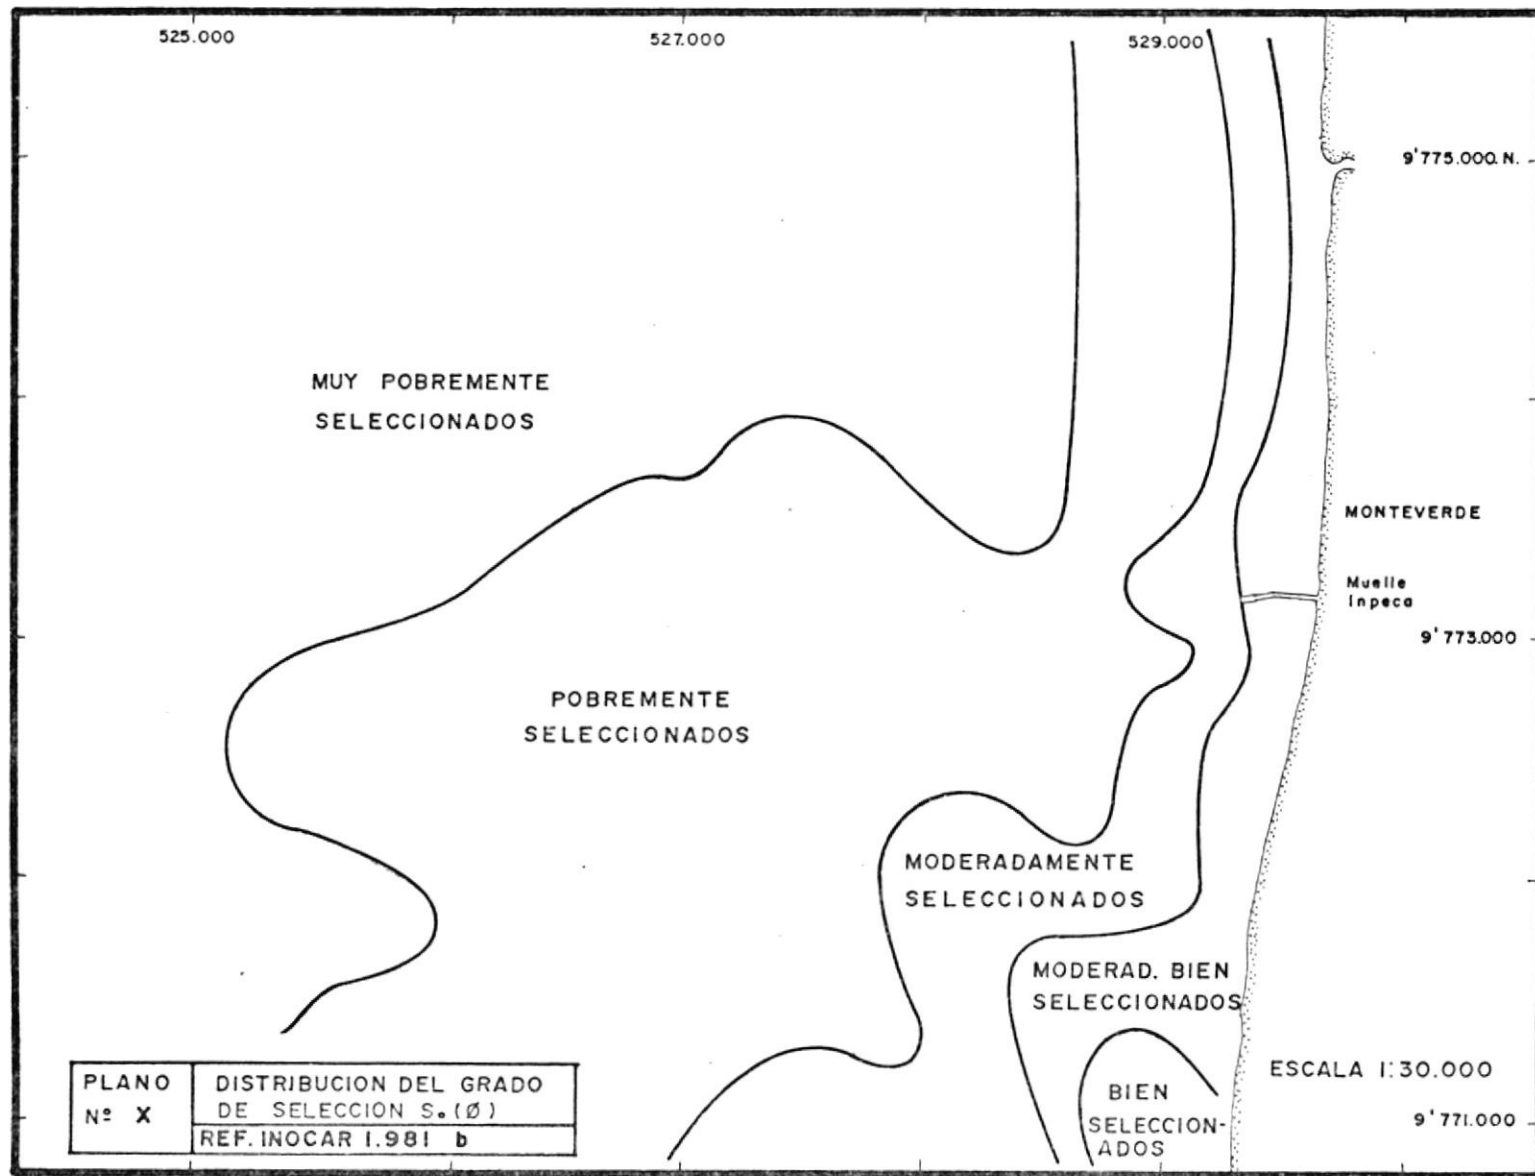 525.000
527.000
529.000
9'775.000.N.
MUY POBREMENTE
SELECCIONADOS
MONTEVERDE
Muelle
Inpeca
9'773.000
POBREMENTE
SELECCIONADOS
MODERADAMENTE
SELECCIONADOS
MODERAD. BIEN
SELECCIONADOS
BIEN
SELECCION-
ADOS
ESCALA 1:30.000
9'771.000
PLANO
Nº X
DISTRIBUCION DEL GRADO
DE SELECCION S.(Ø)
REF. INOCAR 1.981 b